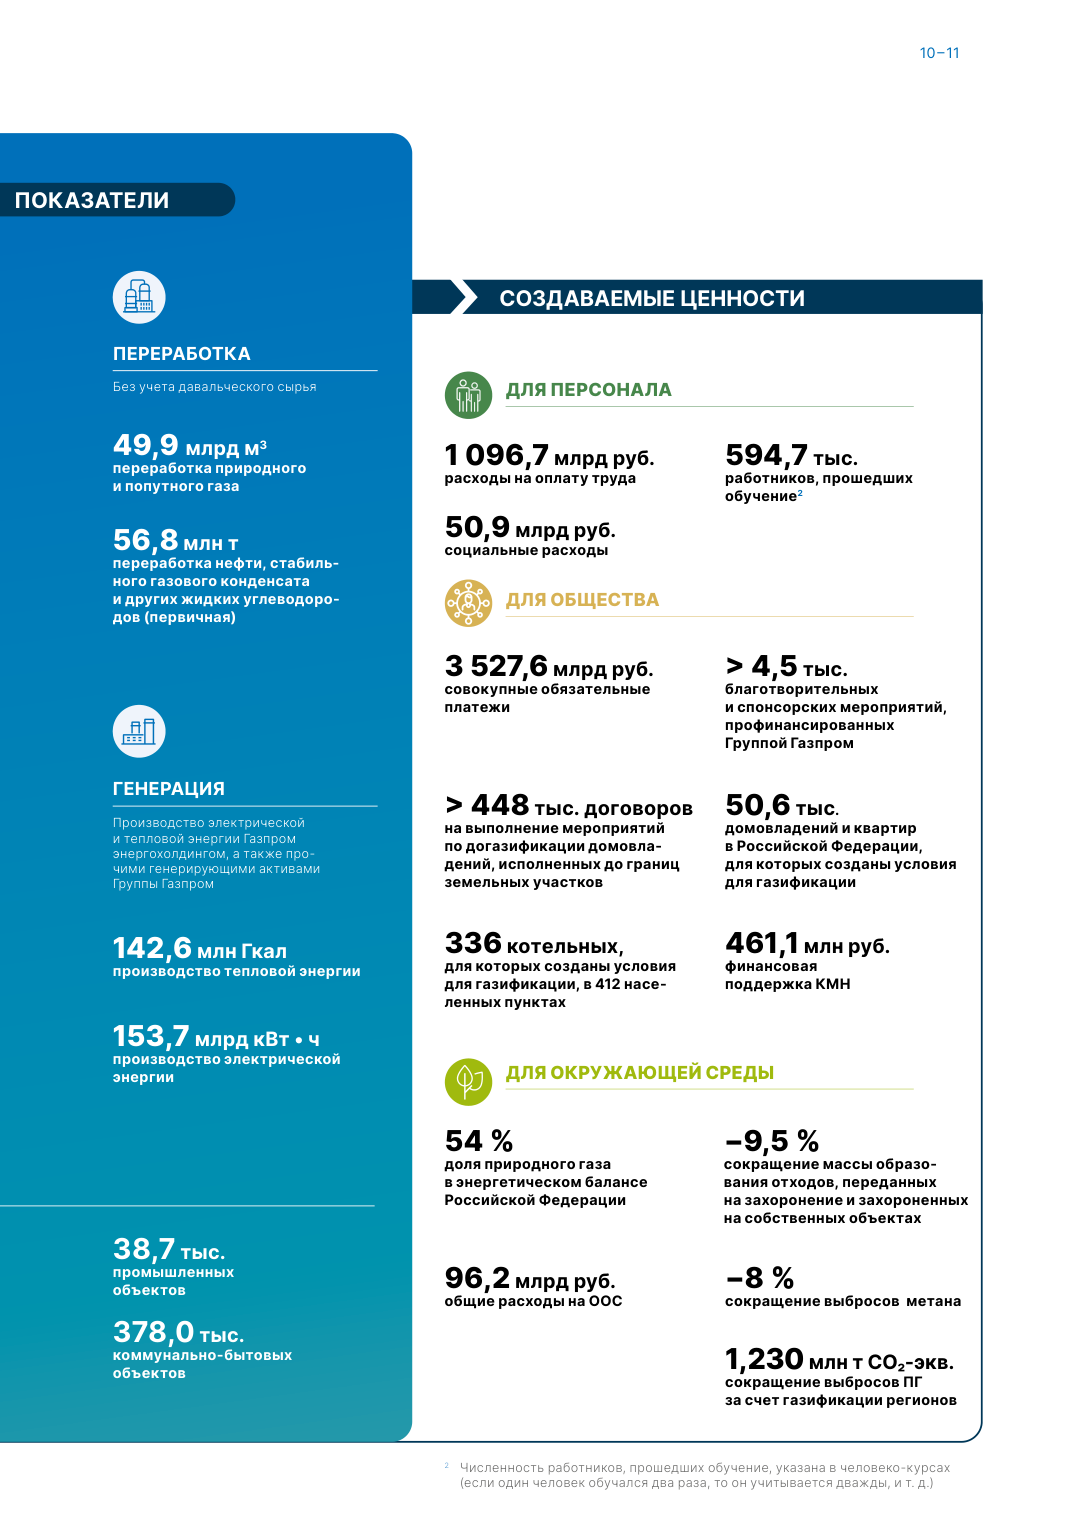 10–11
ПОКАЗАТЕЛИ
ПЕРЕРАБОТКА
Без учета давальческого сырья
49,9 млрд м³
переработка природного
и попутного газа
56,8 млн т
переработка нефти, стабиль-
ного газового конденсата
и других жидких углеводоро-
дов (первичная)
ГЕНЕРАЦИЯ
Производство электрической
и тепловой энергии Газпром
энергохолдингом, а также про-
чими генерирующими активами
Группы Газпром
142,6 млн Гкал
производство тепловой энергии
153,7 млрд кВт • ч
производство электрической
энергии
38,7 тыс.
промышленных
объектов
378,0 тыс.
коммунально-бытовых
объектов
СОЗДАВАЕМЫЕ ЦЕННОСТИ
ДЛЯ ПЕРСОНАЛА
1 096,7 млрд руб.
расходы на оплату труда
594,7 тыс.
работников, прошедших
обучение²
50,9 млрд руб.
социальные расходы
ДЛЯ ОБЩЕСТВА
3 527,6 млрд руб.
совокупные обязательные
платежи
> 4,5 тыс.
благотворительных
и спонсорских мероприятий,
профинансированных
Группой Газпром
> 448 тыс. договоров
на выполнение мероприятий
по догазификации домовла-
дений, исполненных до границ
земельных участков
50,6 тыс.
домовладений и квартир
в Российской Федерации,
для которых созданы условия
для газификации
336 котельных,
для которых созданы условия
для газификации, в 412 насе-
ленных пунктах
461,1 млн руб.
финансовая
поддержка КМН
ДЛЯ ОКРУЖАЮЩЕЙ СРЕДЫ
54 %
доля природного газа
в энергетическом балансе
Российской Федерации
–9,5 %
сокращение массы образо-
вания отходов, переданных
на захоронение и захороненных
на собственных объектах
96,2 млрд руб.
общие расходы на ООС
–8 %
сокращение выбросов метана
1,230 млн т CO₂-экв.
сокращение выбросов ПГ
за счет газификации регионов
² Численность работников, прошедших обучение, указана в человеко-курсах
(если один человек обучался два раза, то он учитывается дважды, и т. д.)